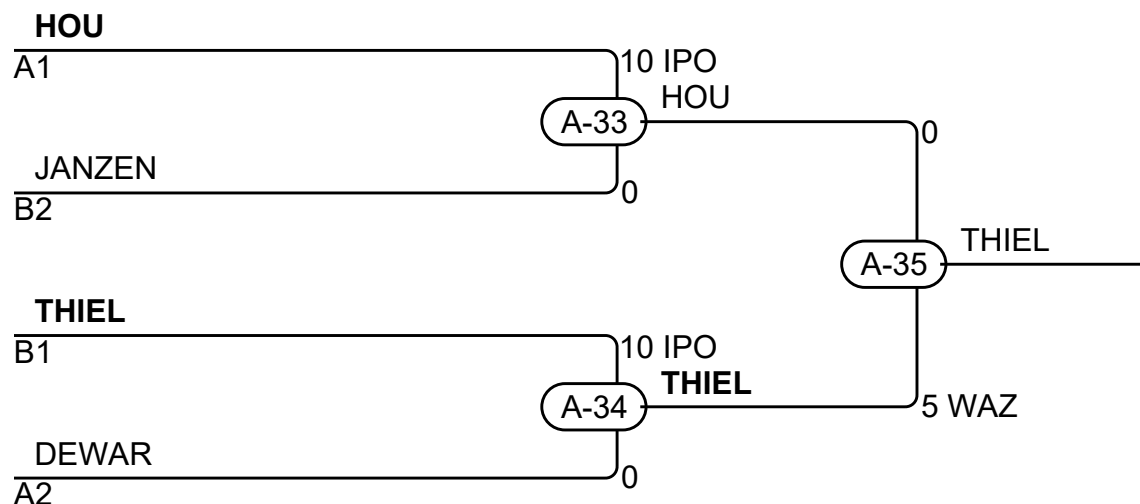 HOU
A1
10 IPO
HOU
A-33
0
JANZEN
B2
0
THIEL
A-35
THIEL
B1
10 IPO
THIEL
A-34
5 WAZ
DEWAR
A2
0